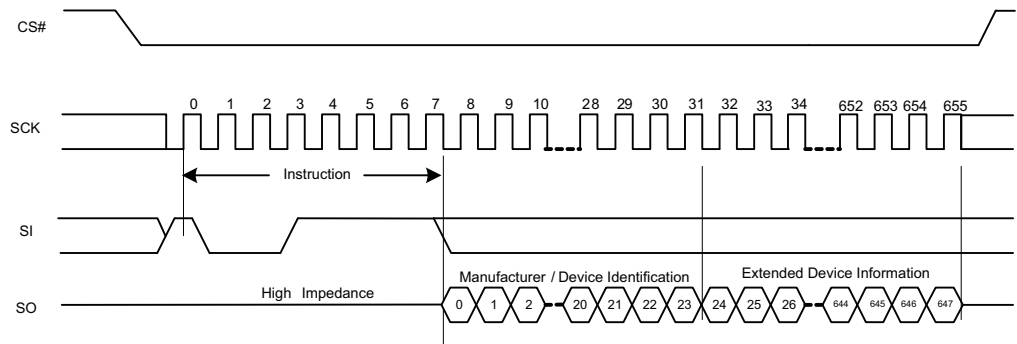 CS#
0 1 2 3 4 5 6 7 8 9 10 28 29 30 31 32 33 34 652 653 654 655
SCK
Instruction
SI
Manufacturer / Device Identification Extended Device Information
High Impedance
SO 0 1 2 20 21 22 23 24 25 26 644 645 646 647